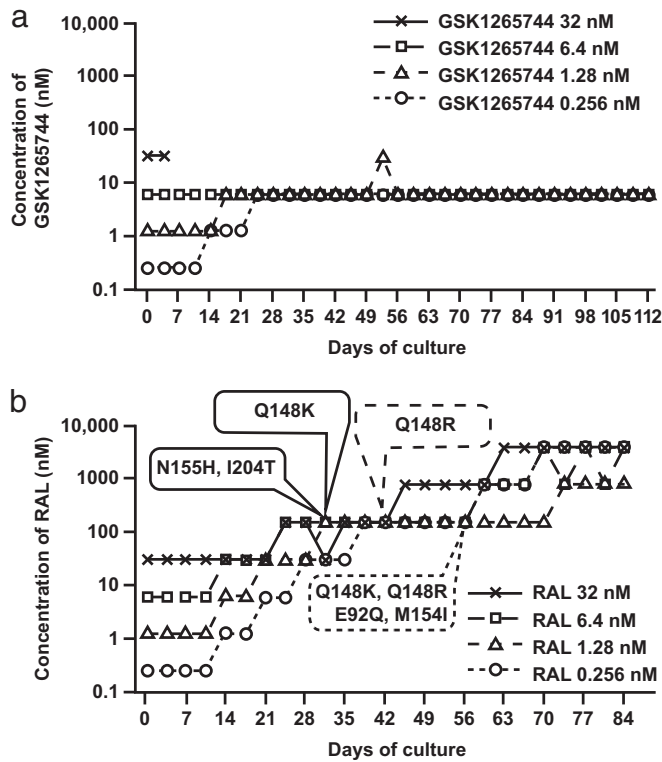 a
10,000
1000
100
10
1
0.1
Concentration of
GSK1265744 (nM)
GSK1265744 32 nM
GSK1265744 6.4 nM
GSK1265744 1.28 nM
GSK1265744 0.256 nM
0 7 14 21 28 35 42 49 56 63 70 77 84 91 98 105 112
Days of culture
b
10,000
1000
100
10
1
0.1
Concentration of RAL (nM)
Q148K
Q148R
N155H, I204T
Q148K, Q148R
E92Q, M154I
RAL 32 nM
RAL 6.4 nM
RAL 1.28 nM
RAL 0.256 nM
0 7 14 21 28 35 42 49 56 63 70 77 84
Days of culture